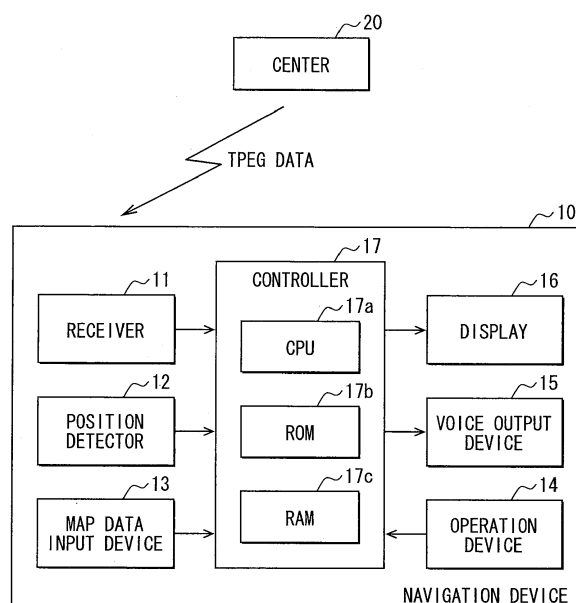 20
CENTER
TPEG DATA
10
11
RECEIVER
12
POSITION
DETECTOR
13
MAP DATA
INPUT DEVICE
17
CONTROLLER
17a
CPU
17b
ROM
17c
RAM
16
DISPLAY
15
VOICE OUTPUT
DEVICE
14
OPERATION
DEVICE
NAVIGATION DEVICE